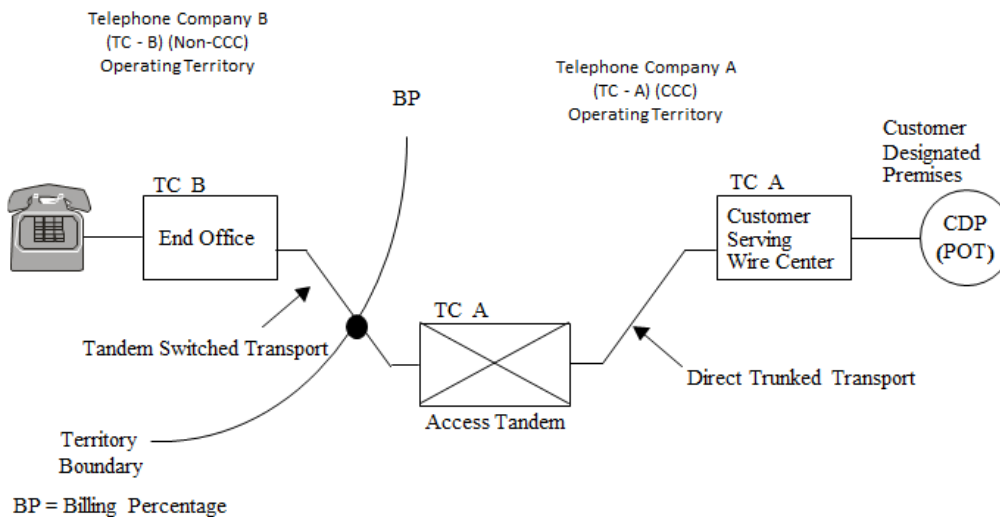 Telephone Company B
(TC - B) (Non-CCC)
Operating Territory
Telephone Company A
(TC - A) (CCC)
Operating Territory
BP
Customer
Designated
Premises
TC B
End Office
TC A
Customer
Serving
Wire Center
CDP
(POT)
TC A
Tandem Switched Transport
Direct Trunked Transport
Access Tandem
Territory
Boundary
BP = Billing Percentage